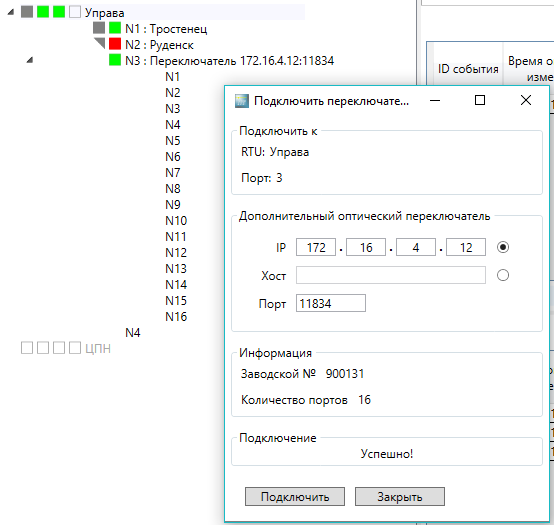 Управа
N1 : Тростенец
N2 : Руденск
N3 : Переключатель 172.16.4.12:11834
N1
N2
N3
N4
N5
N6
N7
N8
N9
N10
N11
N12
N13
N14
N15
N16
N4
ЦПН
ID события
Время о
изме
Подключить переключате...
Подключить к
RTU: Управа
Порт: 3
Дополнительный оптический переключатель
IP 172 . 16 . 4 . 12
Хост
Порт 11834
Информация
Заводской № 900131
Количество портов 16
Подключение
Успешно!
Подключить Закрыть